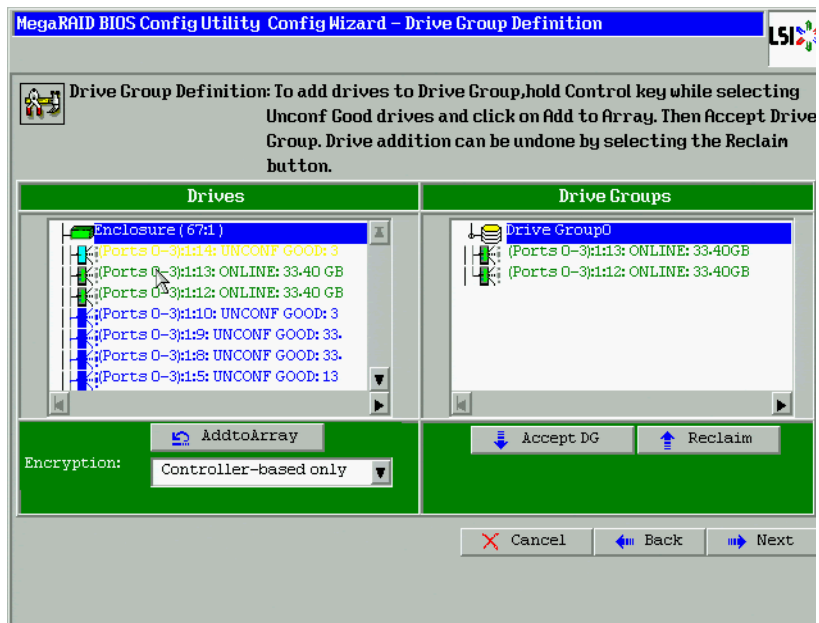 MegaRAID BIOS Config Utility Config Wizard – Drive Group Definition
LSI
Drive Group Definition: To add drives to Drive Group,hold Control key while selecting
Unconf Good drives and click on Add to Array. Then Accept Drive
Group. Drive addition can be undone by selecting the Reclaim
button.
Drives
Enclosure (67:1)
(Ports 0-3):1:14: UNCONF GOOD: 3
(Ports 0-3):1:13: ONLINE: 33.40 GB
(Ports 0-3):1:12: ONLINE: 33.40 GB
(Ports 0-3):1:10: UNCONF GOOD: 3
(Ports 0-3):1:9: UNCONF GOOD: 33.
(Ports 0-3):1:8: UNCONF GOOD: 33.
(Ports 0-3):1:5: UNCONF GOOD: 13
AddtoArray
Encryption:
Controller-based only
Drive Groups
Drive Group0
(Ports 0-3):1:13: ONLINE: 33.40GB
(Ports 0-3):1:12: ONLINE: 33.40GB
Accept DG
Reclaim
Cancel
Back
Next